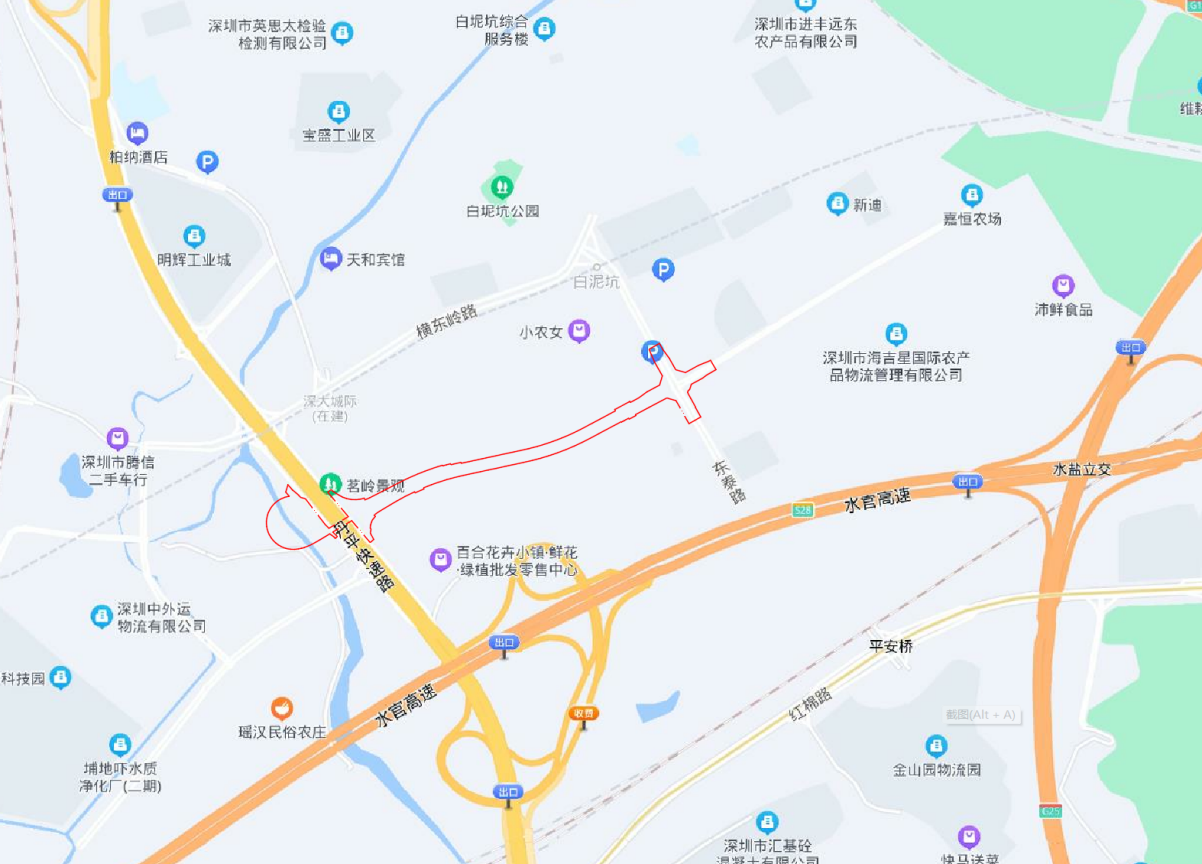 深圳市英思太检验
检测有限公司
白坭坑综合
服务楼
深圳市进丰远东
农产品有限公司
宝盛工业区
柏纳酒店
P
出口
白坭坑公园
新迪
嘉恒农场
明辉工业城
天和宾馆
白泥坑
P
沛鲜食品
横东岭路
小农女
出口
深圳市海吉星国际农产
品物流管理有限公司
深大城际
(在建)
深圳市腾信
二手车行
茗岭景观
东泰路
水盐立交
出口
S28
水官高速
丹平快速路
百合花卉小镇·鲜花
·绿植批发零售中心
深圳中外运
物流有限公司
出口
平安桥
科技园
水官高速
红棉路
收费
截图(Alt + A)
瑶汉民俗农庄
埔地吓水质
净化厂(二期)
金山园物流园
出口
G25
深圳市汇基砼
快马送菜